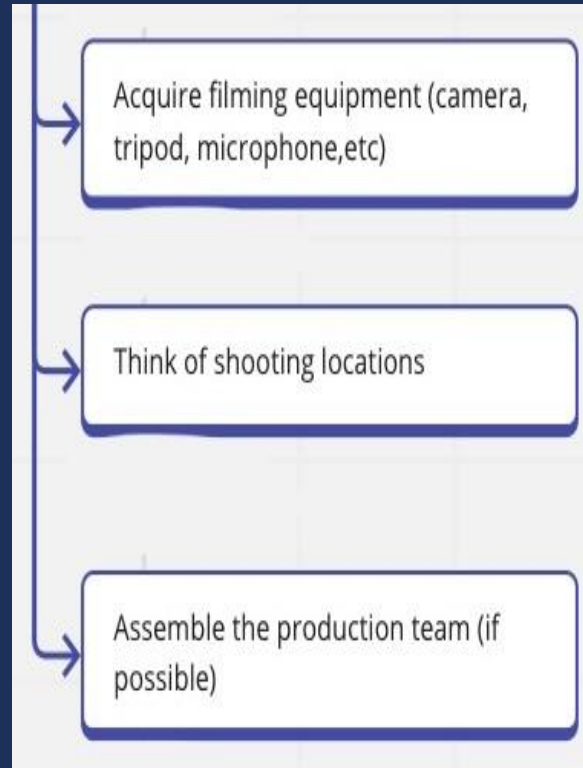 Acquire filming equipment (camera,
tripod, microphone,etc)
Think of shooting locations
Assemble the production team (if
possible)